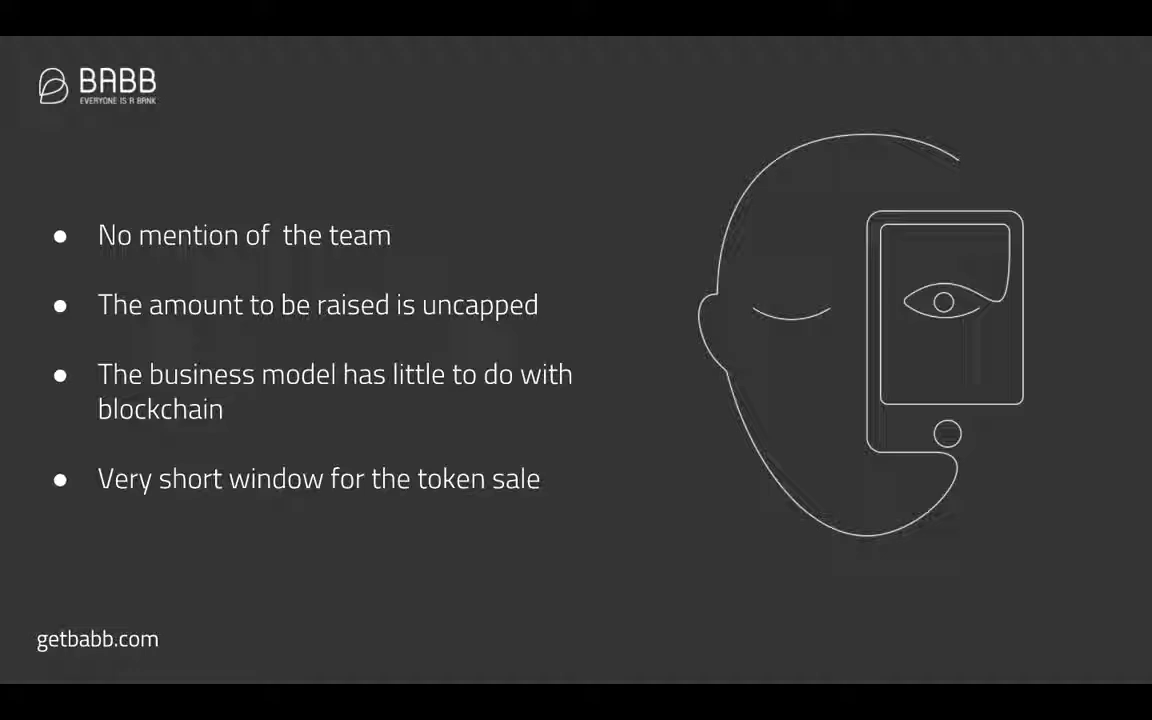 BABB
EVERYONE IS A BANK
● No mention of  the team
● The amount to be raised is uncapped
● The business model has little to do with
blockchain
● Very short window for the token sale
getbabb.com